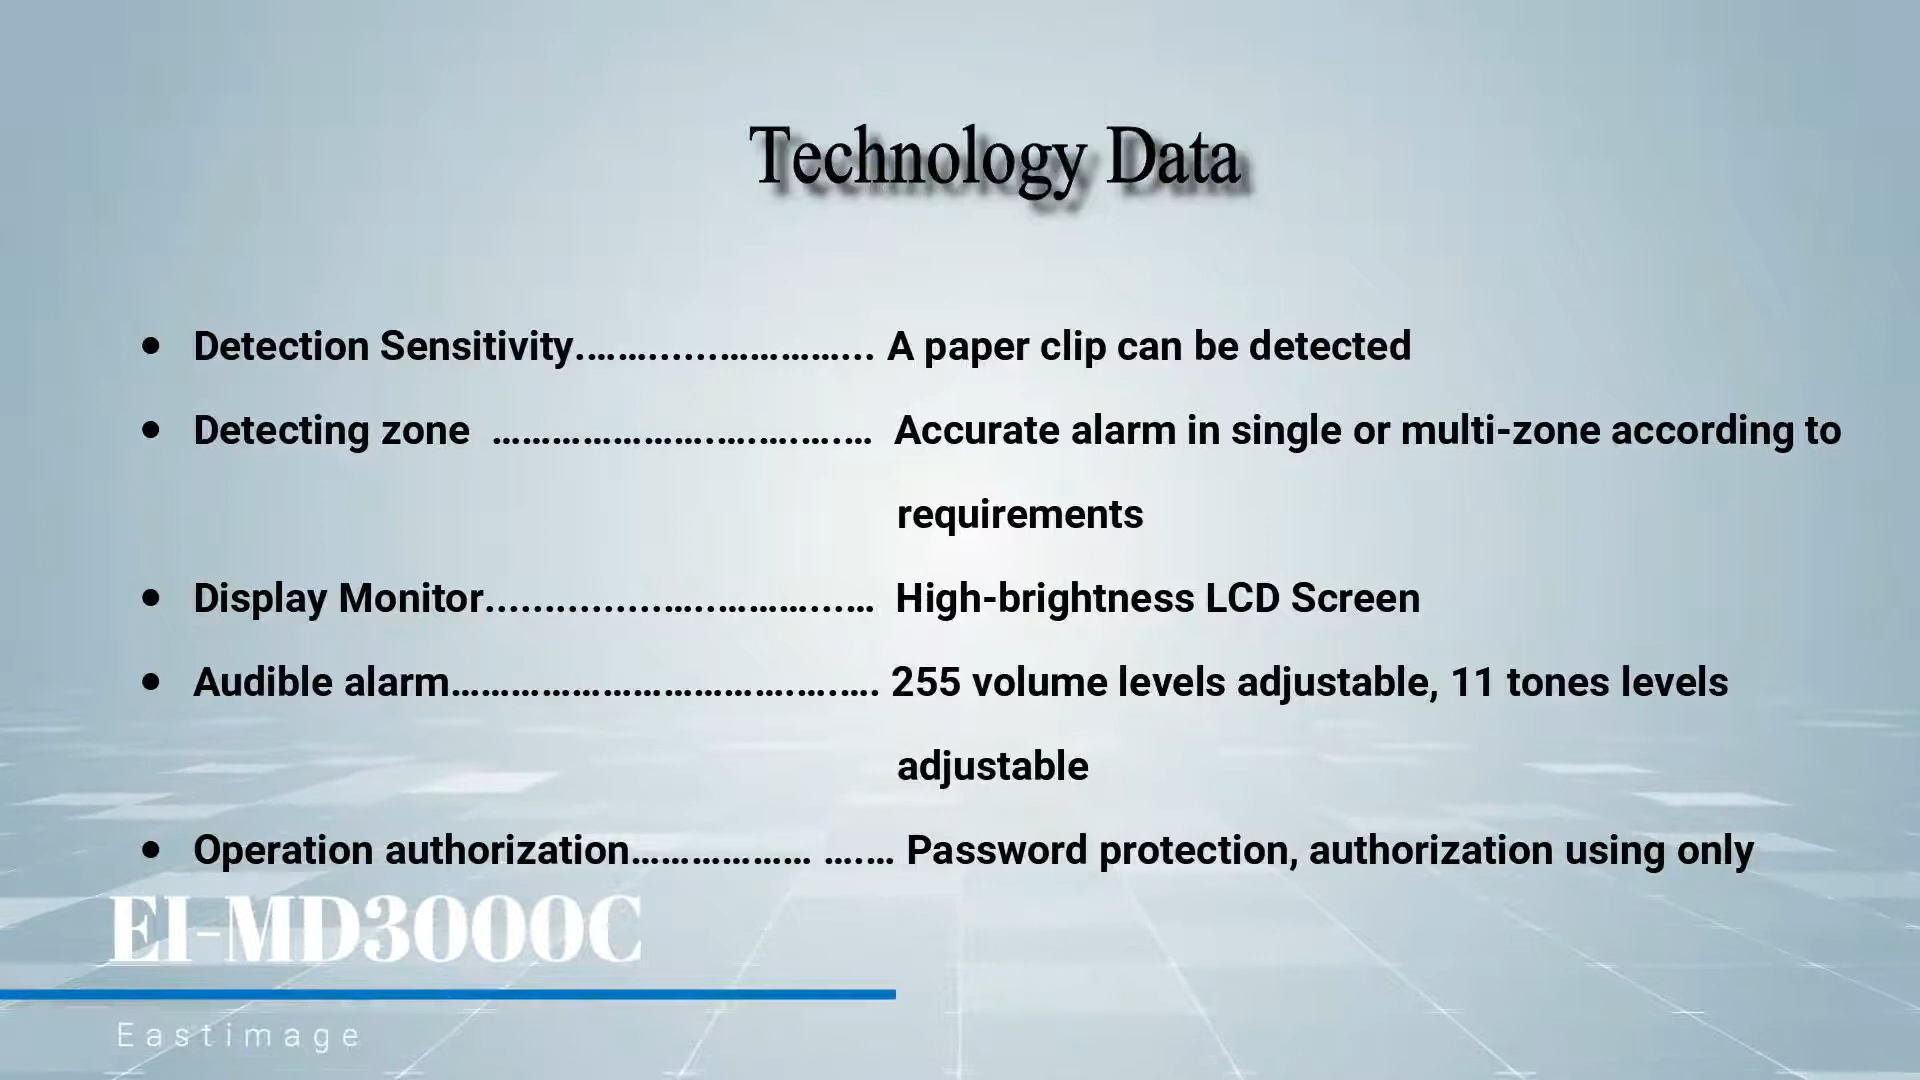 Technology Data
• Detection Sensitivity.……......………….... A paper clip can be detected
• Detecting zone ………………….….….….… Accurate alarm in single or multi-zone according to
requirements
• Display Monitor..................…..………....… High-brightness LCD Screen
• Audible alarm…………………………….….….. 255 volume levels adjustable, 11 tones levels
adjustable
• Operation authorization……………… ….… Password protection, authorization using only
EI-MD3000C
Eastimage